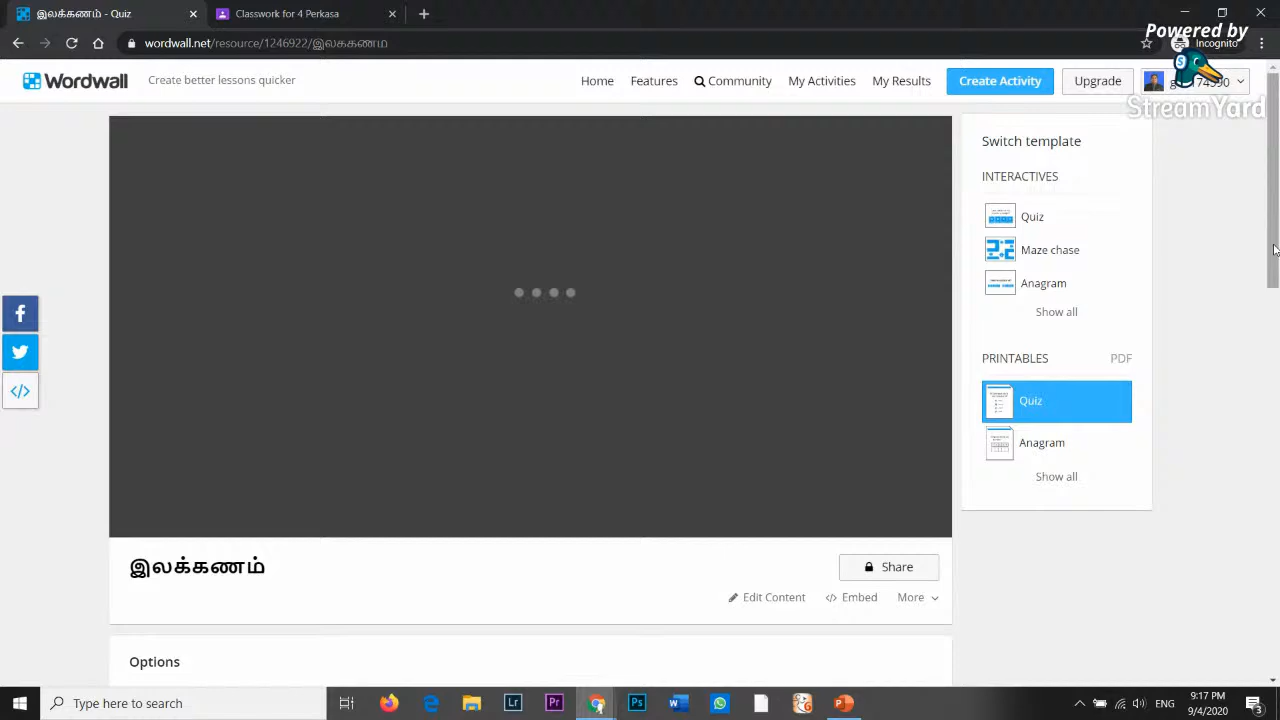 இலக்கணம் - Quiz
Classwork for 4 Perkasa
Powered by
wordwall.net/resource/1246922/இலக்கணம்
Incognito
Wordwall
Create better lessons quicker
Home
Features
Community
My Activities
My Results
Create Activity
Upgrade
StreamYard
Switch template
INTERACTIVES
Quiz
Maze chase
Anagram
Show all
PRINTABLES
PDF
Quiz
Anagram
Show all
இலக்கணம்
Share
Edit Content
Embed
More
Options
Type here to search
ENG
9:17 PM
9/4/2020
3